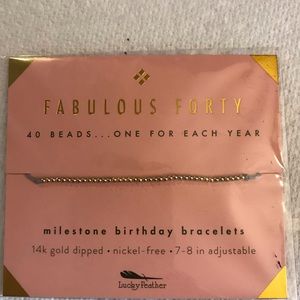 FABULOUS FORTY
40 BEADS...ONE FOR EACH YEAR
milestone birthday bracelets
14k gold dipped • nickel-free • 7-8 in adjustable
Lucky Feather